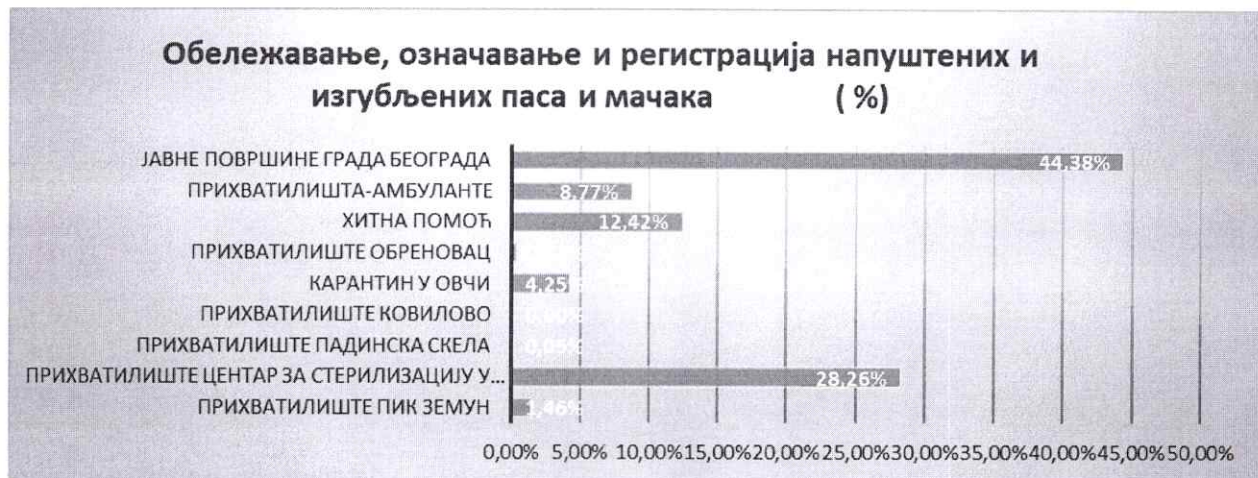 Обележавање, означавање и регистрација напуштених и
изгубљених паса и мачака ( %)
ЈАВНЕ ПОВРШИНЕ ГРАДА БЕОГРАДА 44,38%
ПРИХВАТИЛИШТА-АМБУЛАНТЕ 8,77%
ХИТНА ПОМОЋ 12,42%
ПРИХВАТИЛИШТЕ ОБРЕНОВАЦ
КАРАНТИН У ОВЧИ 4,25
ПРИХВАТИЛИШТЕ КОВИЛОВО
ПРИХВАТИЛИШТЕ ПАДИНСКА СКЕЛА
ПРИХВАТИЛИШТЕ ЦЕНТАР ЗА СТЕРИЛИЗАЦИЈУ У... 28,26%
ПРИХВАТИЛИШТЕ ПИК ЗЕМУН 1,46%
0,00% 5,00% 10,00% 15,00% 20,00% 25,00% 30,00% 35,00% 40,00% 45,00% 50,00%